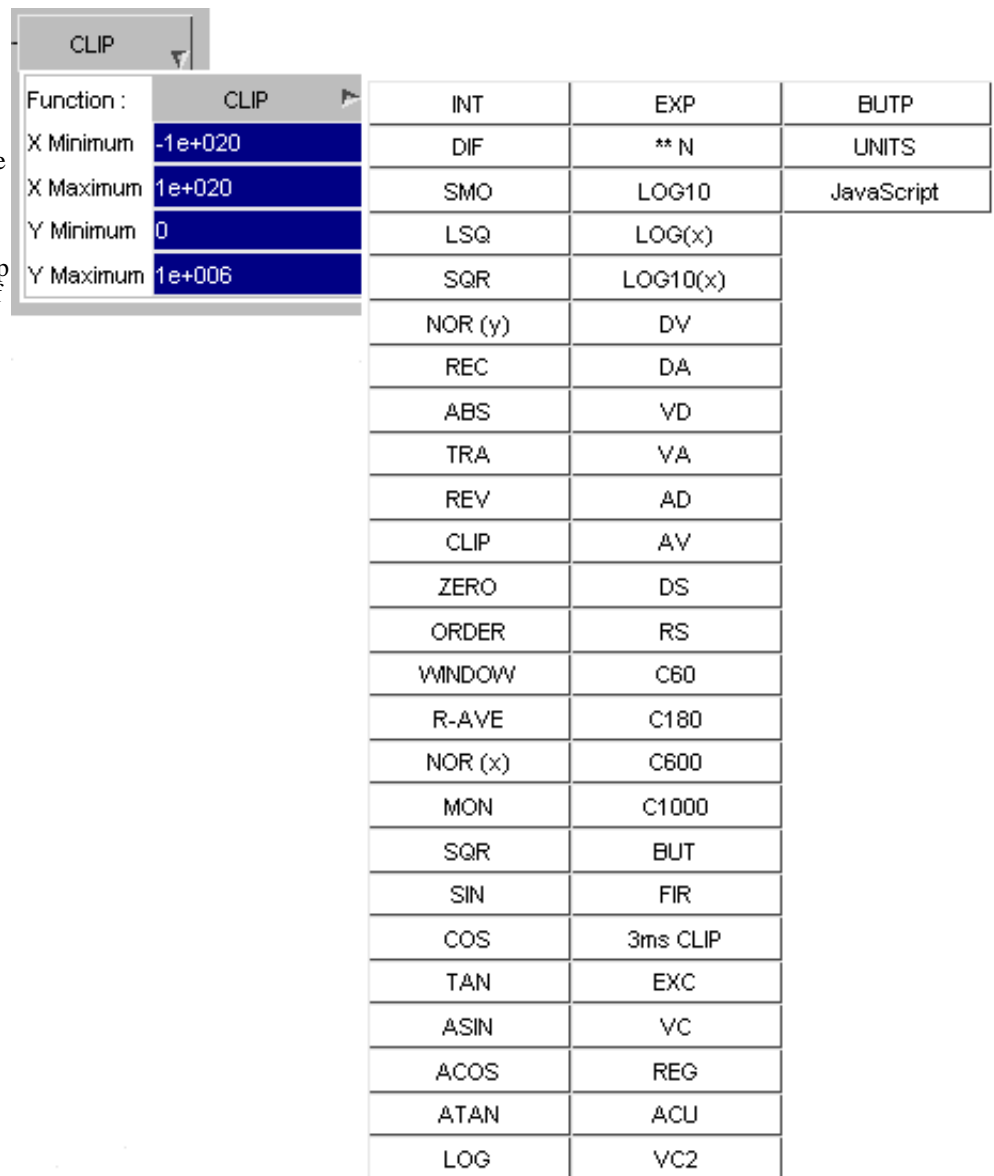 CLIP
Function : CLIP
X Minimum -1e+020
e
X Maximum 1e+020
Y Minimum 0
p
f
Y Maximum 1e+006
INT EXP BUTP
DIF ** N UNITS
SMO LOG10 JavaScript
LSQ LOG(x)
SQR LOG10(x)
NOR (y) DV
REC DA
ABS VD
TRA VA
REV AD
CLIP AV
ZERO DS
ORDER RS
WINDOW C60
R-AVE C180
NOR (x) C600
MON C1000
SQR BUT
SIN FIR
COS 3ms CLIP
TAN EXC
ASIN VC
ACOS REG
ATAN ACU
LOG VC2